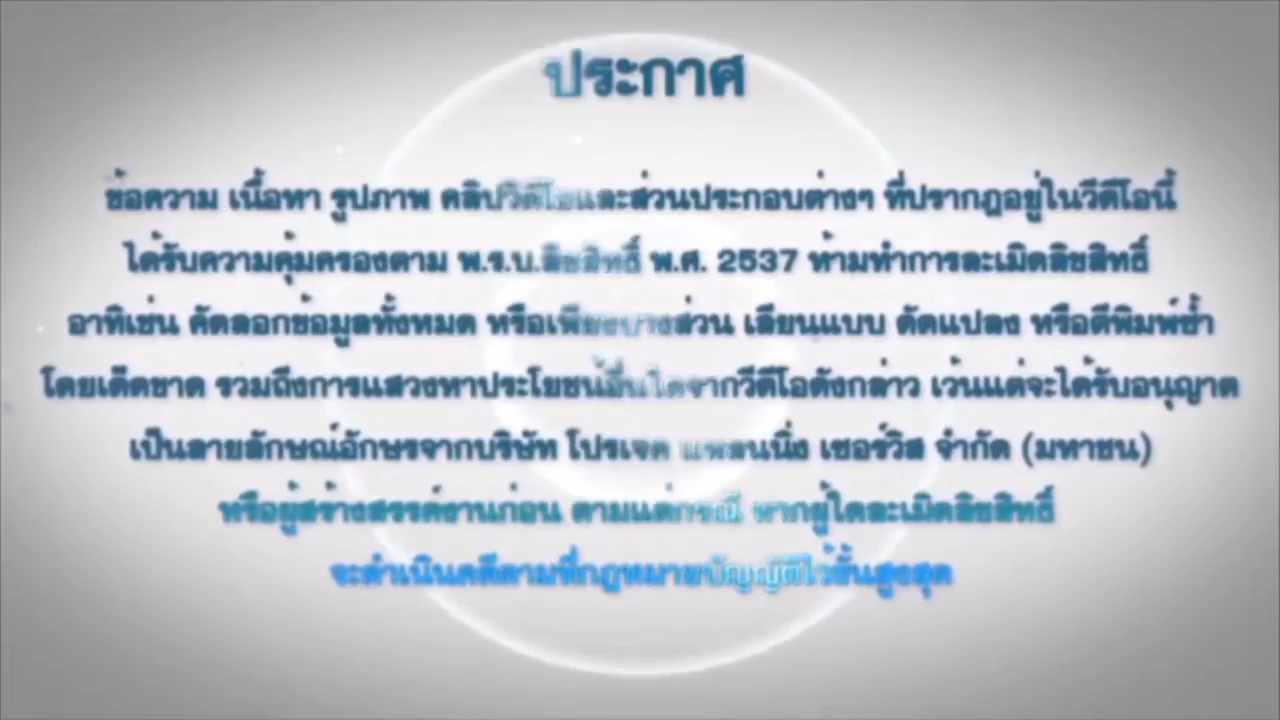 ประกาศ
ข้อความ เนื้อหา รูปภาพ คลิปวิดีโอและส่วนประกอบต่างๆ ที่ปรากฎอยู่ในวีดีโอนี้
ได้รับความคุ้มครองตาม พ.ร.บ.ลิขสิทธิ์ พ.ศ. 2537 ห้ามทำการละเมิดลิขสิทธิ์
อาทิเช่น คัดลอกข้อมูลทั้งหมด หรือเพียงบางส่วน เลียนแบบ ดัดแปลง หรือตีพิมพ์ซ้ำ
โดยเด็ดขาด รวมถึงการแสวงหาประโยชน์อื่นใดจากวีดีโอดังกล่าว เว้นแต่จะได้รับอนุญาต
เป็นลายลักษณ์อักษรจากบริษัท โปรเจค แพลนนิ่ง เซอร์วิส จำกัด (มหาชน)
หรือผู้สร้างสรรค์งานก่อน ตามแต่กรณี หากผู้ใดละเมิดลิขสิทธิ์
จะดำเนินคดีตามที่กฎหมายบัญญัติไว้ขั้นสูงสุด